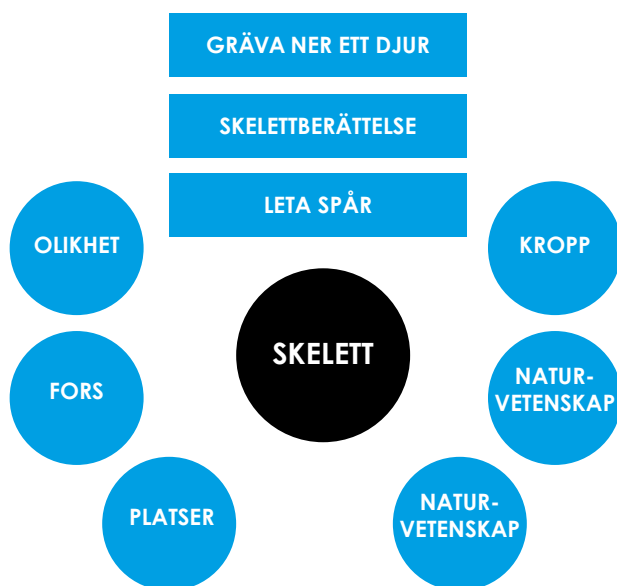 GRÄVA NER ETT DJUR
SKELETTBERÄTTELSE
LETA SPÅR
OLIKHET
KROPP
SKELETT
FORS
NATUR-
VETENSKAP
PLATSER
NATUR-
VETENSKAP